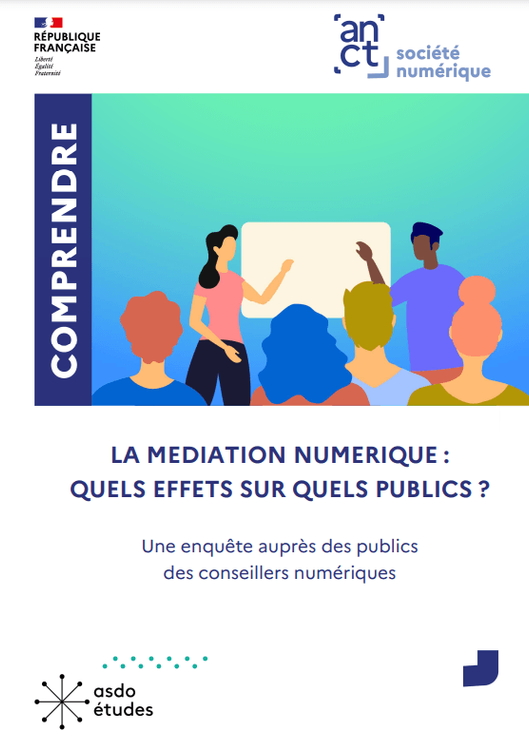 RÉPUBLIQUE
FRANÇAISE
Liberté
Égalité
Fraternité
an
ct
société
numérique
COMPRENDRE
LA MEDIATION NUMERIQUE :
QUELS EFFETS SUR QUELS PUBLICS ?
Une enquête auprès des publics
des conseillers numériques
asdo
études